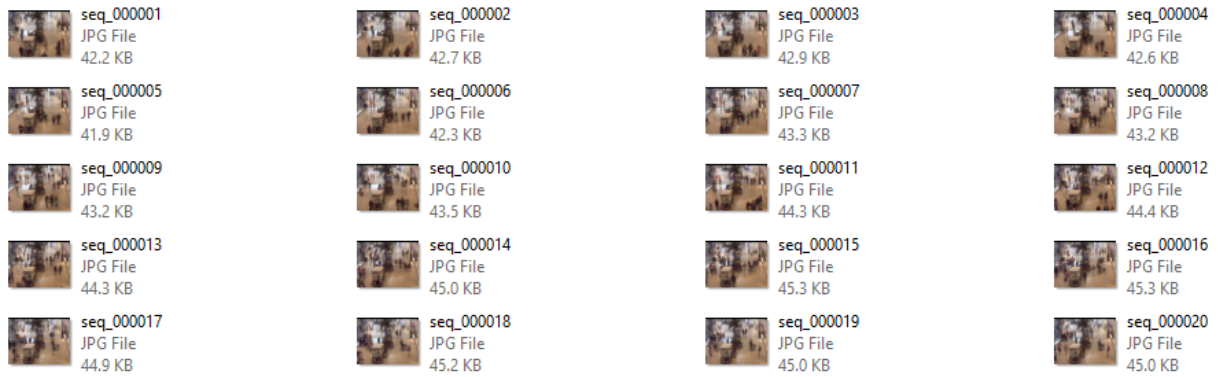 seq_000001
JPG File
42.2 KB
seq_000002
JPG File
42.7 KB
seq_000003
JPG File
42.9 KB
seq_000004
JPG File
42.6 KB
seq_000005
JPG File
41.9 KB
seq_000006
JPG File
42.3 KB
seq_000007
JPG File
43.3 KB
seq_000008
JPG File
43.2 KB
seq_000009
JPG File
43.2 KB
seq_000010
JPG File
43.5 KB
seq_000011
JPG File
44.3 KB
seq_000012
JPG File
44.4 KB
seq_000013
JPG File
44.3 KB
seq_000014
JPG File
45.0 KB
seq_000015
JPG File
45.3 KB
seq_000016
JPG File
45.3 KB
seq_000017
JPG File
44.9 KB
seq_000018
JPG File
45.2 KB
seq_000019
JPG File
45.0 KB
seq_000020
JPG File
45.0 KB